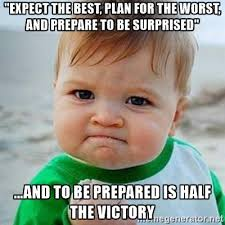 "EXPECT THE BEST, PLAN FOR THE WORST,
AND PREPARE TO BE SURPRISED"
...AND TO BE PREPARED IS HALF
THE VICTORY
memegenerator.net